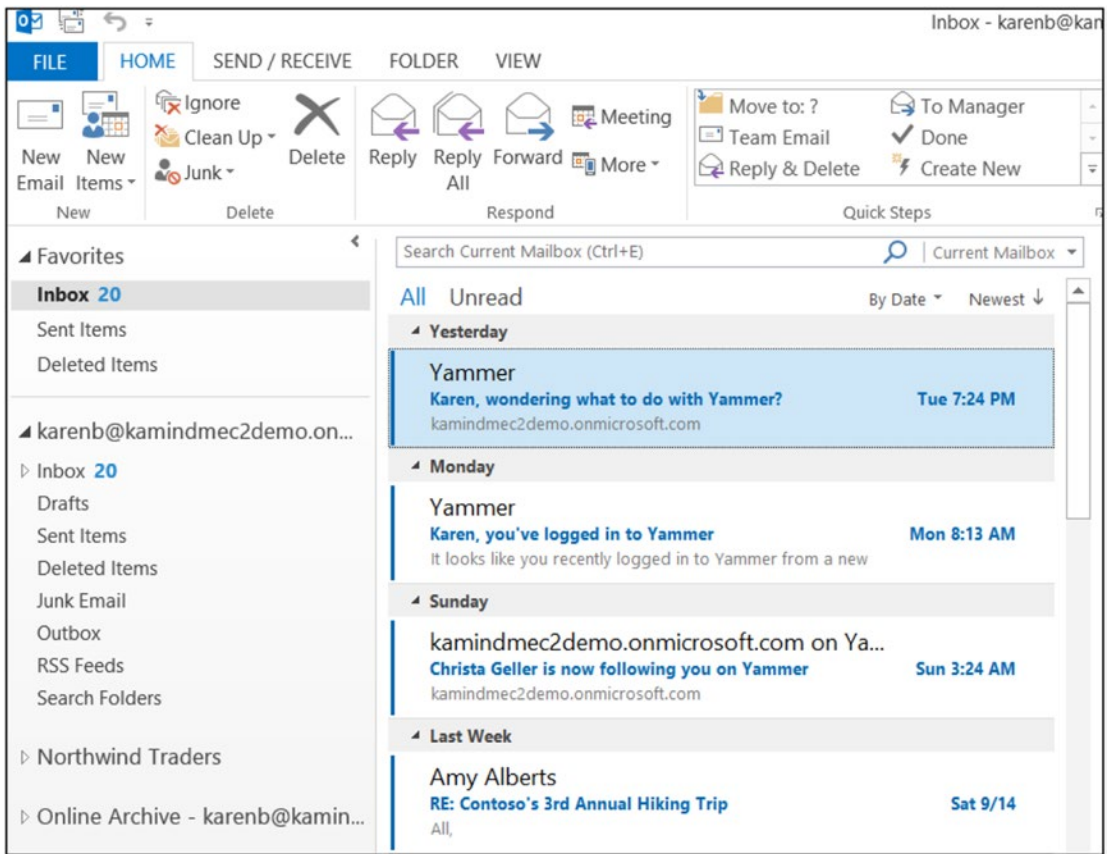 Inbox - karenb@kan
FILE HOME SEND / RECEIVE FOLDER VIEW
New Email
New Items
Ignore
Clean Up
Junk
Delete
Reply
Reply All
Forward
Meeting
More
Move to: ?
Team Email
Reply & Delete
To Manager
Done
Create New
New Delete Respond Quick Steps
Favorites
Inbox 20
Sent Items
Deleted Items
karenb@kamindmec2demo.on...
Inbox 20
Drafts
Sent Items
Deleted Items
Junk Email
Outbox
RSS Feeds
Search Folders
Northwind Traders
Online Archive - karenb@kamin...
Search Current Mailbox (Ctrl+E) Current Mailbox
All Unread By Date Newest ↓
Yesterday
Yammer
Karen, wondering what to do with Yammer? Tue 7:24 PM
kamindmec2demo.onmicrosoft.com
Monday
Yammer
Karen, you've logged in to Yammer Mon 8:13 AM
It looks like you recently logged in to Yammer from a new
Sunday
kamindmec2demo.onmicrosoft.com on Ya...
Christa Geller is now following you on Yammer Sun 3:24 AM
kamindmec2demo.onmicrosoft.com
Last Week
Amy Alberts
RE: Contoso's 3rd Annual Hiking Trip Sat 9/14
All,